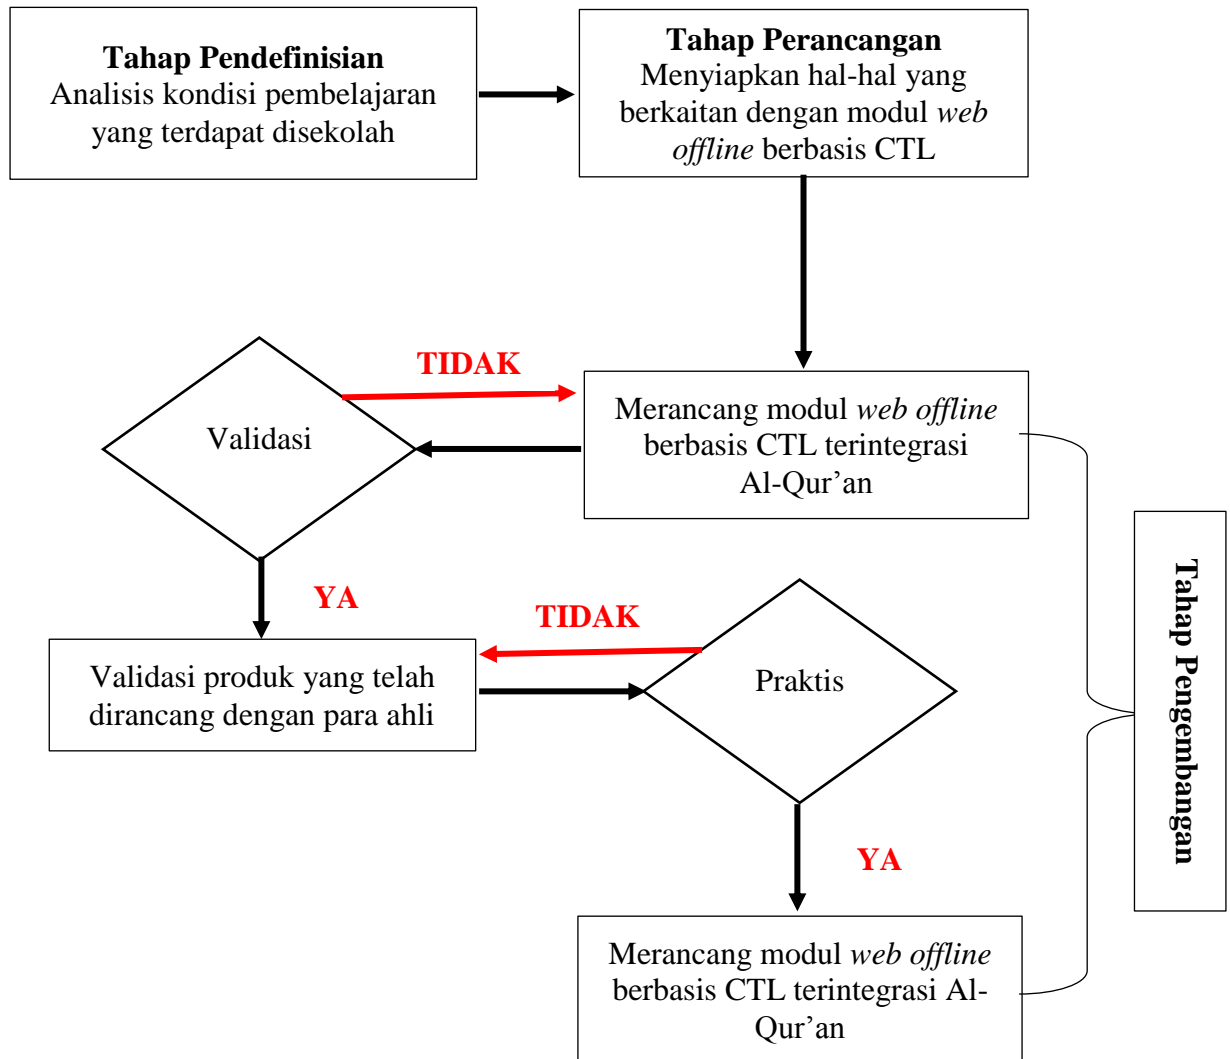 Tahap Pendefinisian
Analisis kondisi pembelajaran
yang terdapat disekolah
Tahap Perancangan
Menyiapkan hal-hal yang
berkaitan dengan modul web
offline berbasis CTL
TIDAK
Validasi
Merancang modul web offline
berbasis CTL terintegrasi
Al-Qur’an
YA
TIDAK
Validasi produk yang telah
dirancang dengan para ahli
Praktis
Tahap Pengembangan
YA
Merancang modul web offline
berbasis CTL terintegrasi Al-
Qur’an